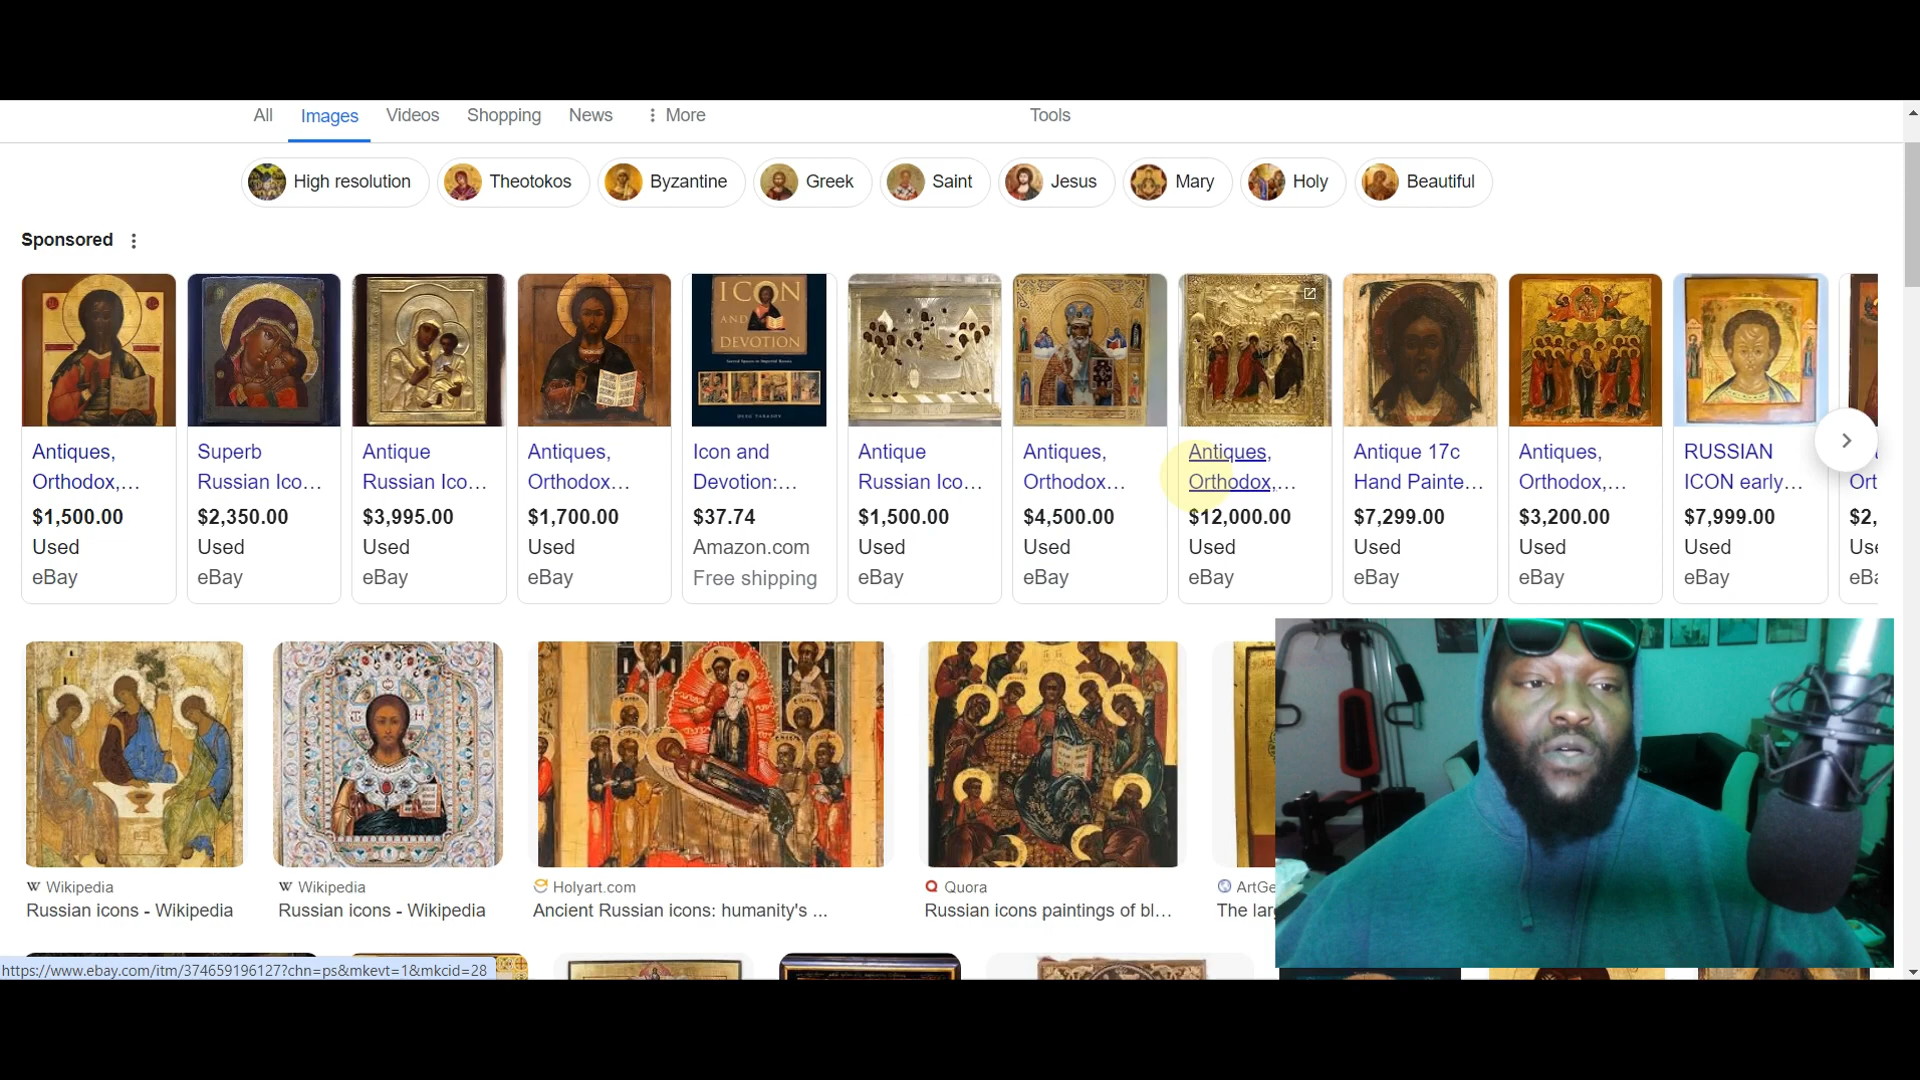 All Images Videos Shopping News More Tools
High resolution Theotokos Byzantine Greek Saint Jesus Mary Holy Beautiful
Sponsored
ICON
AND
DEVOTION
Antiques,
Orthodox,...
$1,500.00
Used
eBay
Superb
Russian Ico...
$2,350.00
Used
eBay
Antique
Russian Ico...
$3,995.00
Used
eBay
Antiques,
Orthodox...
$1,700.00
Used
eBay
Icon and
Devotion:...
$37.74
Amazon.com
Free shipping
Antique
Russian Ico...
$1,500.00
Used
eBay
Antiques,
Orthodox...
$4,500.00
Used
eBay
Antiques,
Orthodox,...
$12,000.00
Used
eBay
Antique 17c
Hand Painte...
$7,299.00
Used
eBay
Antiques,
Orthodox,...
$3,200.00
Used
eBay
RUSSIAN
ICON early...
$7,999.00
Used
eBay
Ort
$2,
Use
eBa
W Wikipedia
Russian icons - Wikipedia
W Wikipedia
Russian icons - Wikipedia
Holyart.com
Ancient Russian icons: humanity's ...
Quora
Russian icons paintings of bl...
ArtGe
The larg
https://www.ebay.com/itm/374659196127?chn=ps&mkevt=1&mkcid=28